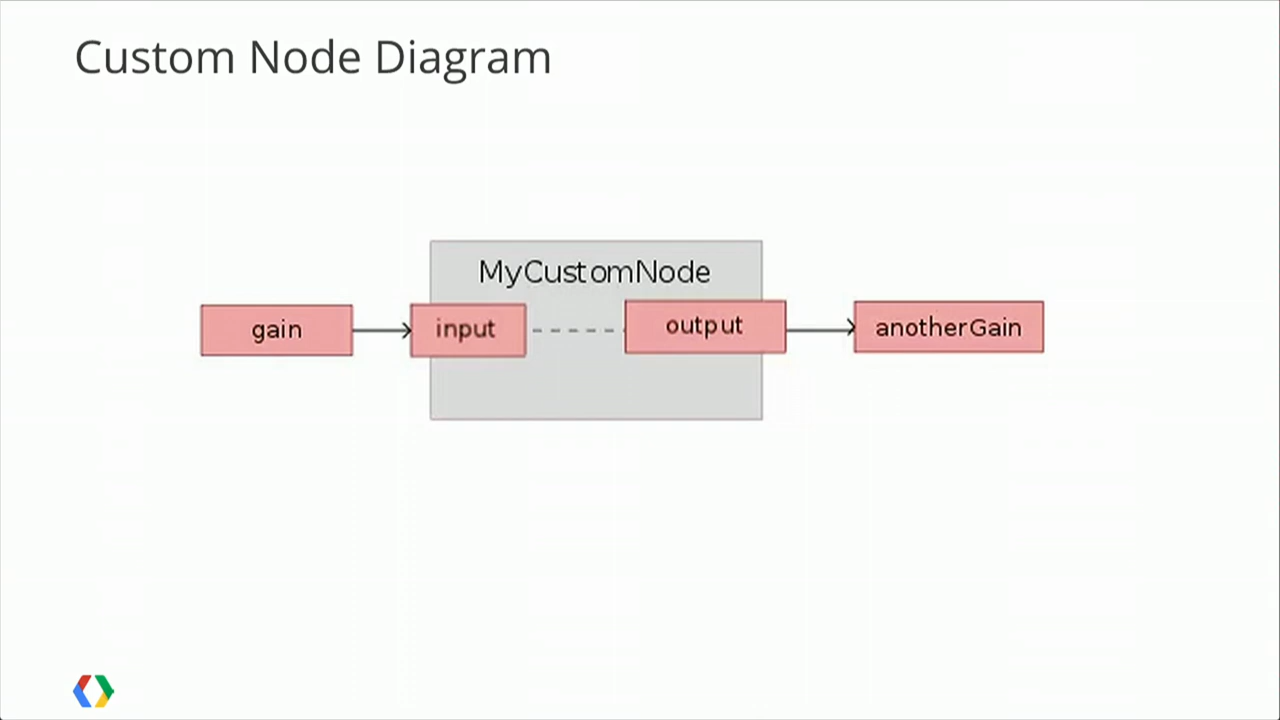 Custom Node Diagram
MyCustomNode
gain
input
output
anotherGain